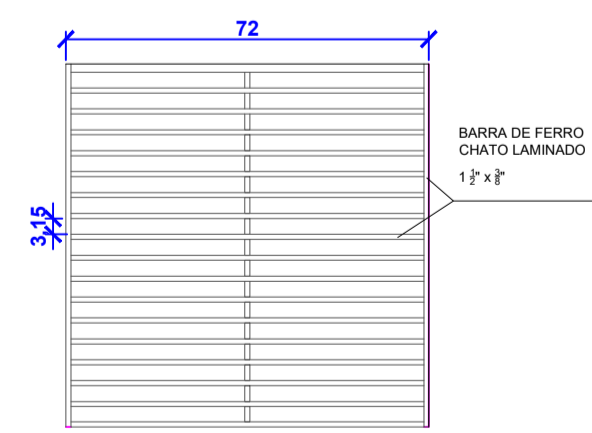 72
BARRA DE FERRO
CHATO LAMINADO
1 1/2" x 3/8"
3,15